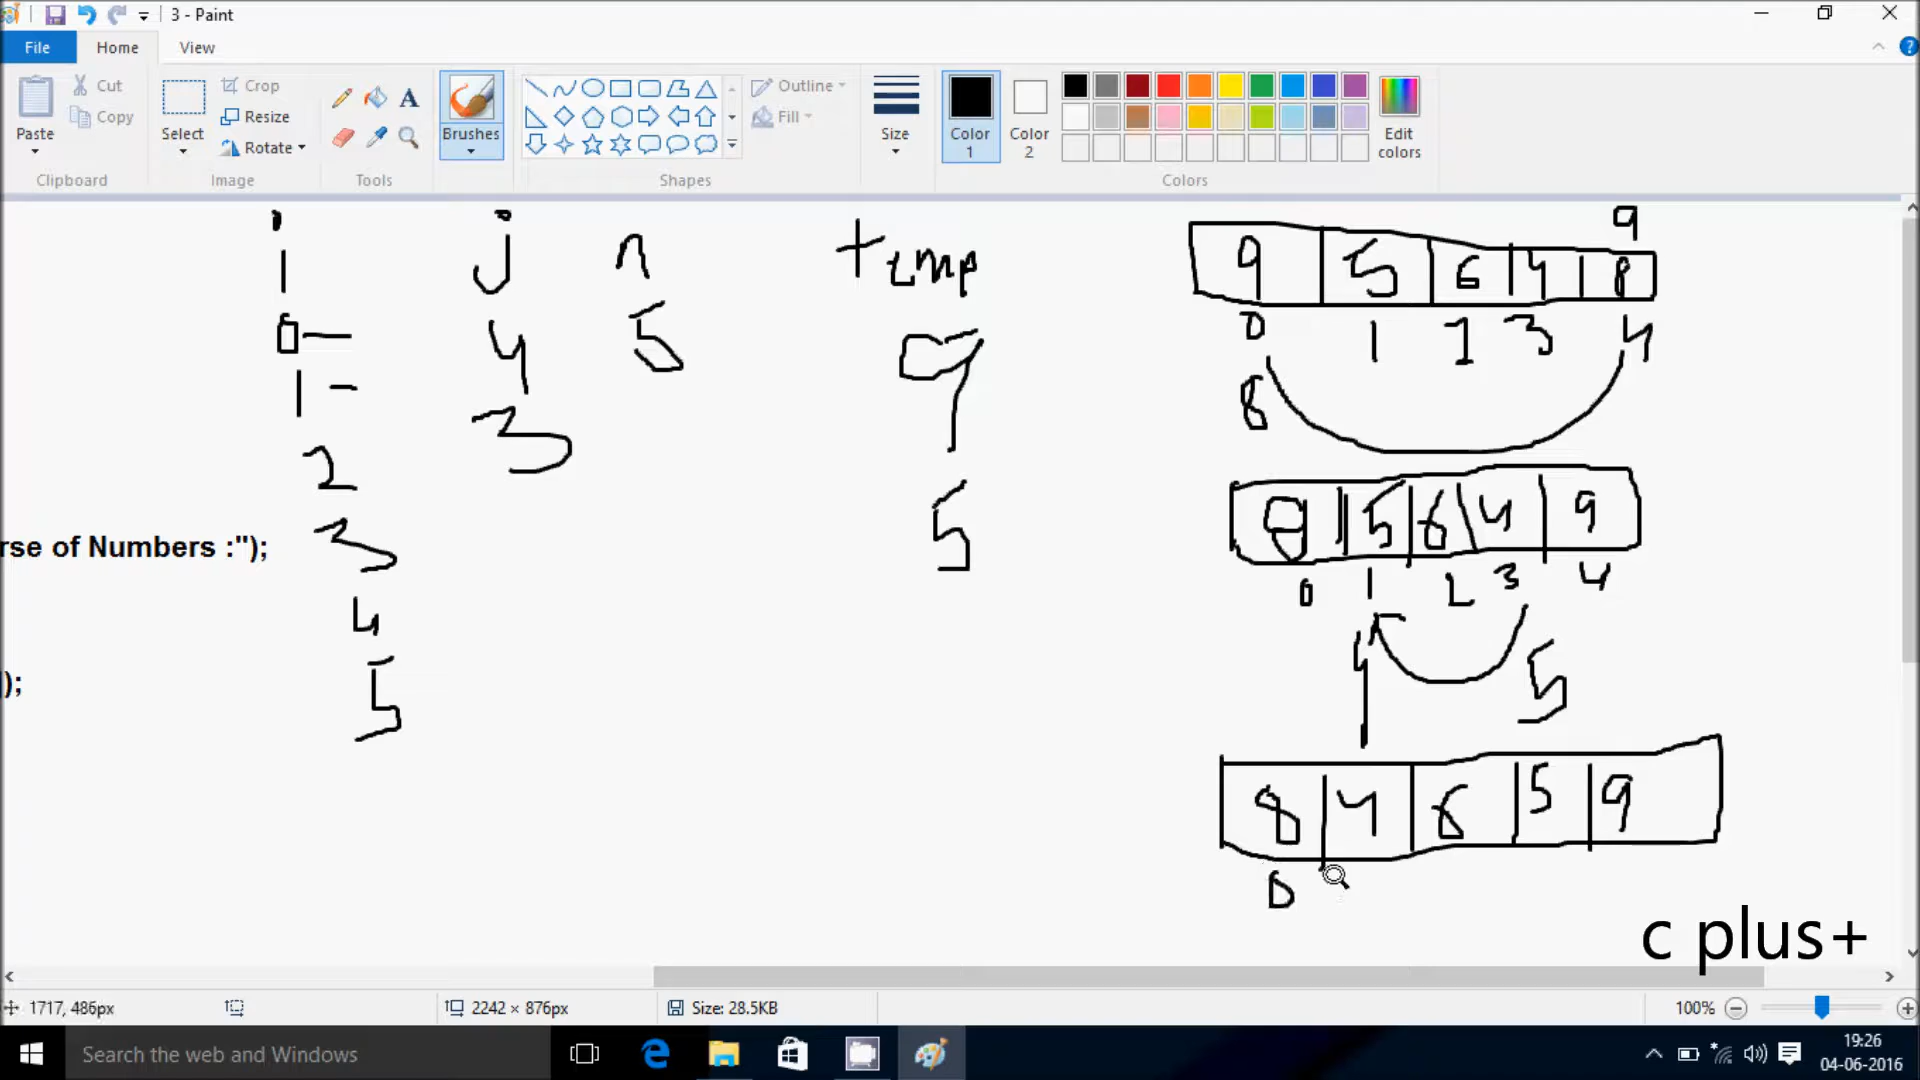 3 - Paint
File Home View
Paste Cut Copy Clipboard
Select Crop Resize Rotate Image
Tools
Brushes
Shapes
Outline Fill
Size
Color 1 Color 2
Edit colors
Colors
i j n temp
0 4 5 9
1 3 5
2
3
4
5
rse of Numbers :");
);
9
9 5 6 4 8
0 1 2 3 4
8
8 5 6 4 9
0 1 2 3 4
4 5
8 4 6 5 9
0
c plus+
1717, 486px 2242 × 876px Size: 28.5KB 100%
Search the web and Windows
19:26
04-06-2016